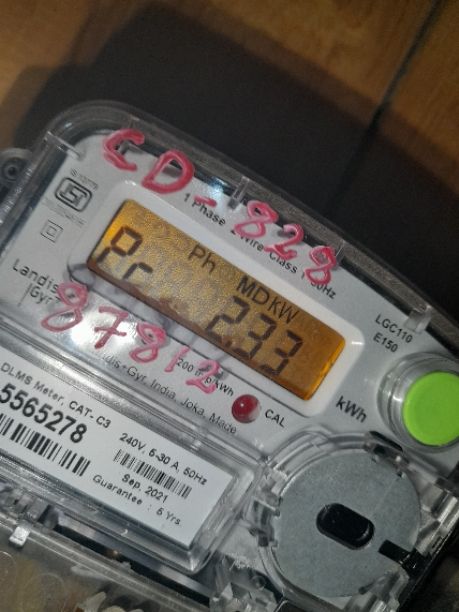 CD-828
1 Phase 2 Wire Class 1 50Hz
Ph MD kW
Pr 2.33
Landis
Gyr
LGC110
E150
87812
Landis+Gyr, India, Joka, Made
CAL
kWh
DLMS Meter, CAT- C3
5565278
240V, 5-30 A, 50Hz
Sep. 2021
Guarantee : 5 Yrs